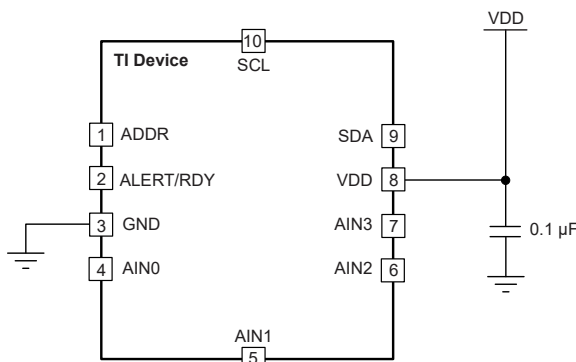 VDD
10
TI Device
SCL
1 ADDR
SDA 9
2 ALERT/RDY
VDD 8
3 GND
AIN3 7
0.1 µF
4 AIN0
AIN2 6
AIN1
5